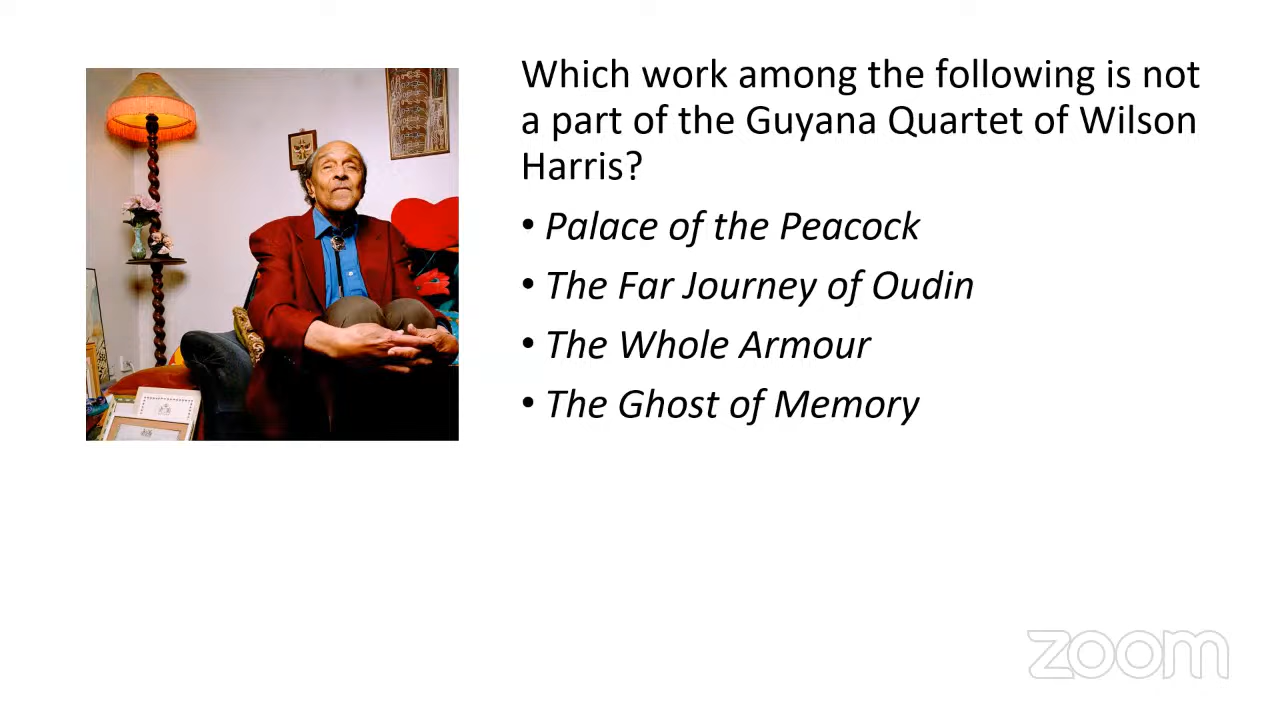 Which work among the following is not
a part of the Guyana Quartet of Wilson
Harris?
• Palace of the Peacock
• The Far Journey of Oudin
• The Whole Armour
• The Ghost of Memory
zoom